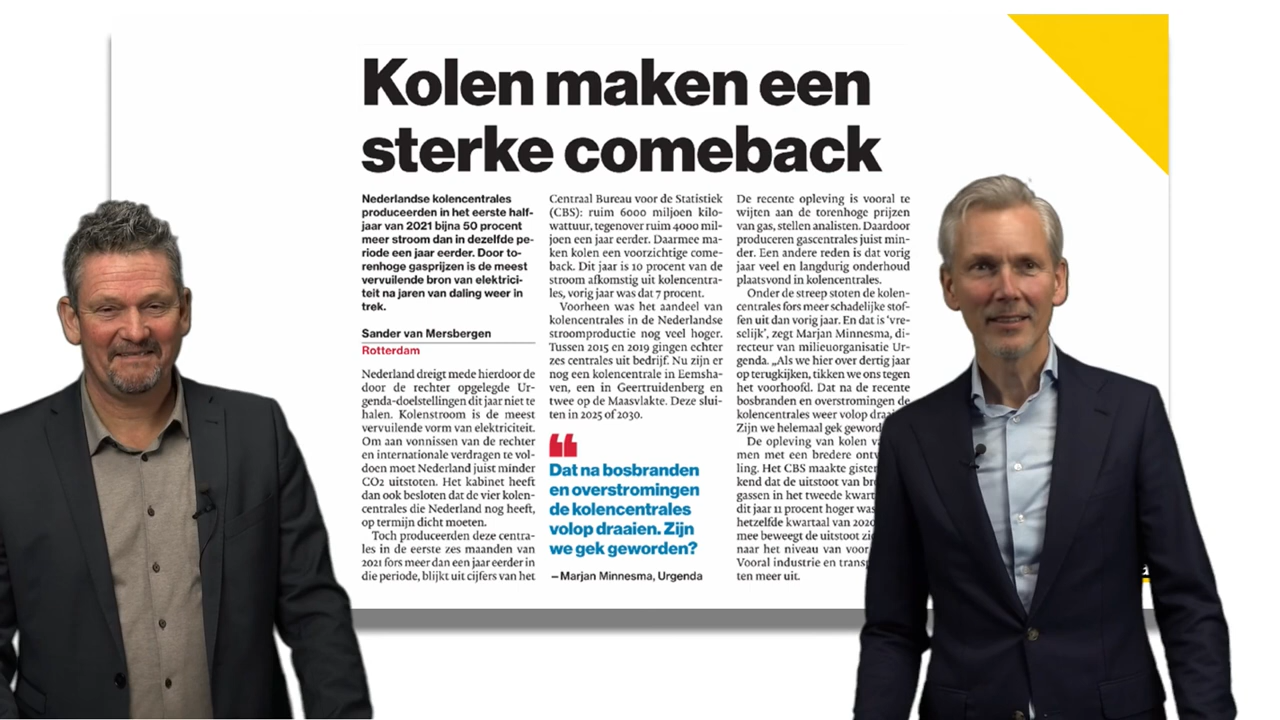 Kolen maken een
sterke comeback
Nederlandse kolencentrales
produceerden in het eerste half-
jaar van 2021 bijna 50 procent
meer stroom dan in dezelfde pe-
riode een jaar eerder. Door to-
renhoge gasprijzen is de meest
vervuilende bron van elektrici-
teit na jaren van daling weer in
trek.
Sander van Mersbergen
Rotterdam
Nederland dreigt mede hierdoor de
door de rechter opgelegde Ur-
genda-doelstellingen dit jaar niet te
halen. Kolenstroom is de meest
vervuilende vorm van elektriciteit.
Om aan vonnissen van de rechter
en internationale verdragen te vol-
doen moet Nederland juist minder
CO2 uitstoten. Het kabinet heeft
dan ook besloten dat de vier kolen-
centrales die Nederland nog heeft,
op termijn dicht moeten.
Toch produceerden deze centra-
les in de eerste zes maanden van
2021 fors meer dan een jaar eerder in
die periode, blijkt uit cijfers van het
Centraal Bureau voor de Statistiek
(CBS): ruim 6000 miljoen kilo-
wattuur, tegenover ruim 4000 mil-
joen een jaar eerder. Daarmee ma-
ken kolen een voorzichtige come-
back. Dit jaar is 10 procent van de
stroom afkomstig uit kolencentra-
les, vorig jaar was dat 7 procent.
Voorheen was het aandeel van
kolencentrales in de Nederlandse
stroomproductie nog veel hoger.
Tussen 2015 en 2019 gingen echter
zes centrales uit bedrijf. Nu zijn er
nog een kolencentrale in Eemsha-
ven, een in Geertruidenberg en
twee op de Maasvlakte. Deze slui-
ten in 2025 of 2030.
Dat na bosbranden
en overstromingen
de kolencentrales
volop draaien. Zijn
we gek geworden?
— Marjan Minnesma, Urgenda
De recente opleving is vooral te
wijten aan de torenhoge prijzen
van gas, stellen analisten. Daardoor
produceren gascentrales juist min-
der. Een andere reden is dat vorig
jaar veel en langdurig onderhoud
plaatsvond in kolencentrales.
Onder de streep stoten de kolen-
centrales fors meer schadelijke stof-
fen uit dan vorig jaar. En dat is 'vre-
selijk', zegt Marjan Minnesma, di-
recteur van milieuorganisatie Ur-
genda. „Als we hier over dertig jaar
op terugkijken, tikken we ons tegen
het voorhoofd. Dat na de recente
bosbranden en overstromingen de
kolencentrales weer volop
Zijn we helemaal gek
De opleving van kolen
men met een bredere
ling. Het CBS maakte
kend dat de uitstoot van
gassen in het tweede
dit jaar 11 procent hoger was
hetzelfde kwartaal van 2020
mee beweegt de uitstoot
naar het niveau van
Vooral industrie en
ten meer uit.